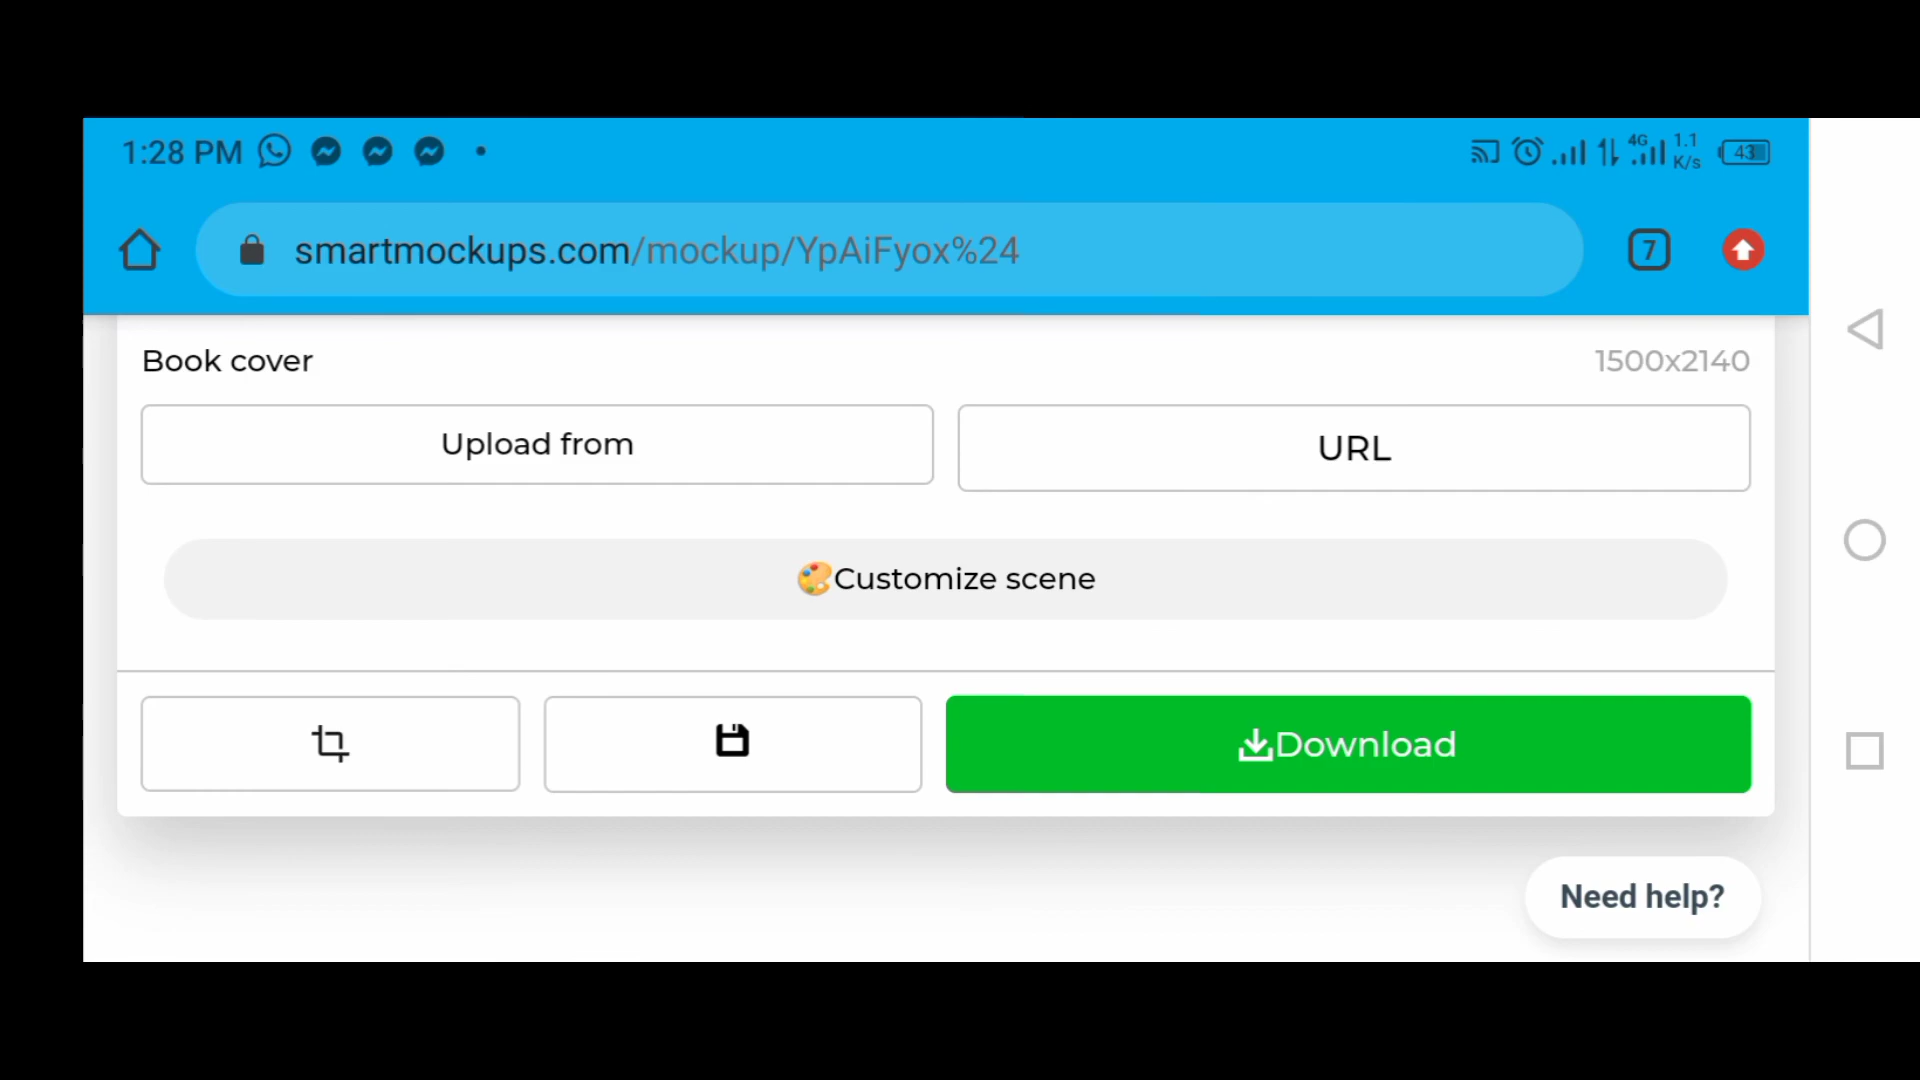 1:28 PM
4G 1.1 K/s 43
smartmockups.com/mockup/YpAiFyox%24
7
Book cover 1500x2140
Upload from URL
Customize scene
Download
Need help?